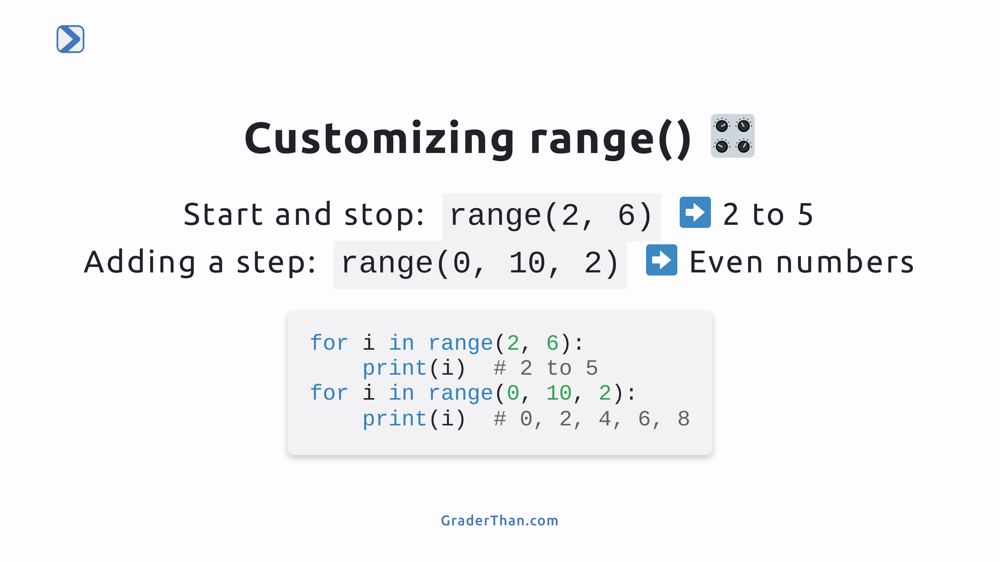 Customizing range() 🎛️
Start and stop: range(2, 6) ➡️ 2 to 5
Adding a step: range(0, 10, 2) ➡️ Even numbers
for i in range(2, 6):
    print(i)  # 2 to 5
for i in range(0, 10, 2):
    print(i)  # 0, 2, 4, 6, 8
GraderThan.com